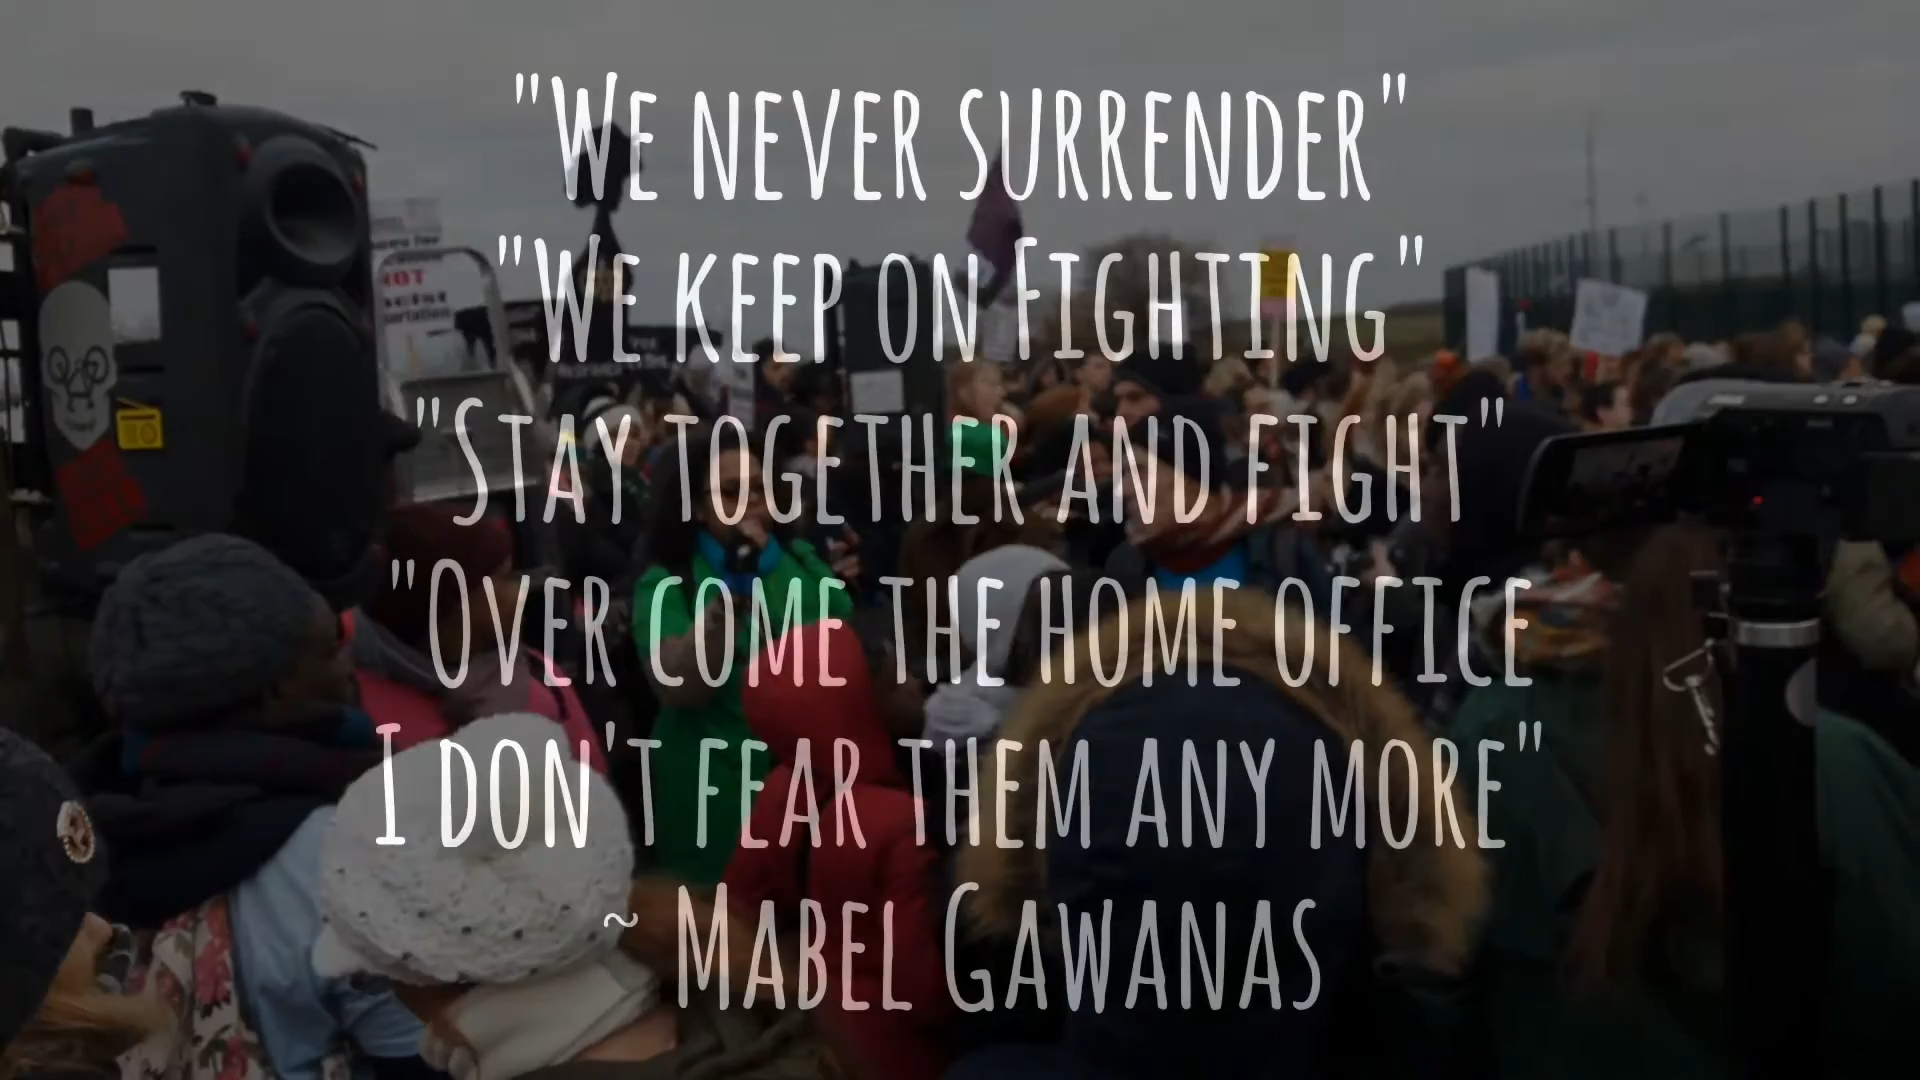 "We never surrender"
"We keep on Fighting"
"Stay together and fight"
"Over come the home office
I don't fear them any more"
~ Mabel Gawanas
NOT